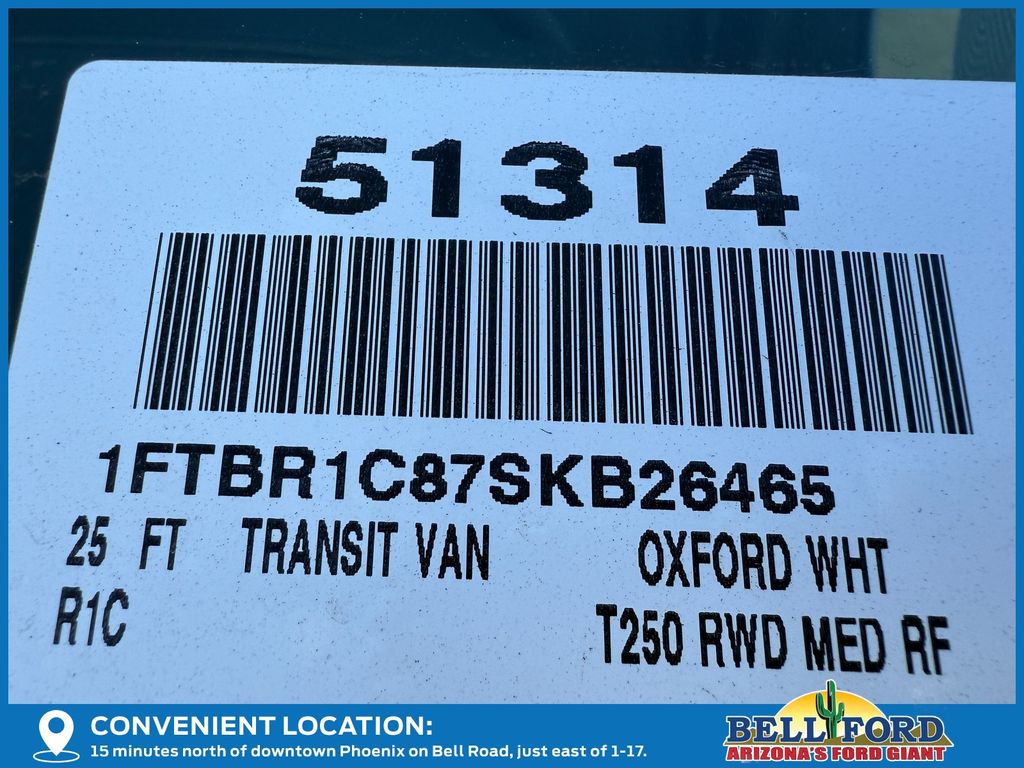 51314
1FTBR1C87SKB26465
25 FT TRANSIT VAN OXFORD WHT
R1C T250 RWD MED RF
CONVENIENT LOCATION:
15 minutes north of downtown Phoenix on Bell Road, just east of 1-17.
BELL FORD
ARIZONA'S FORD GIANT